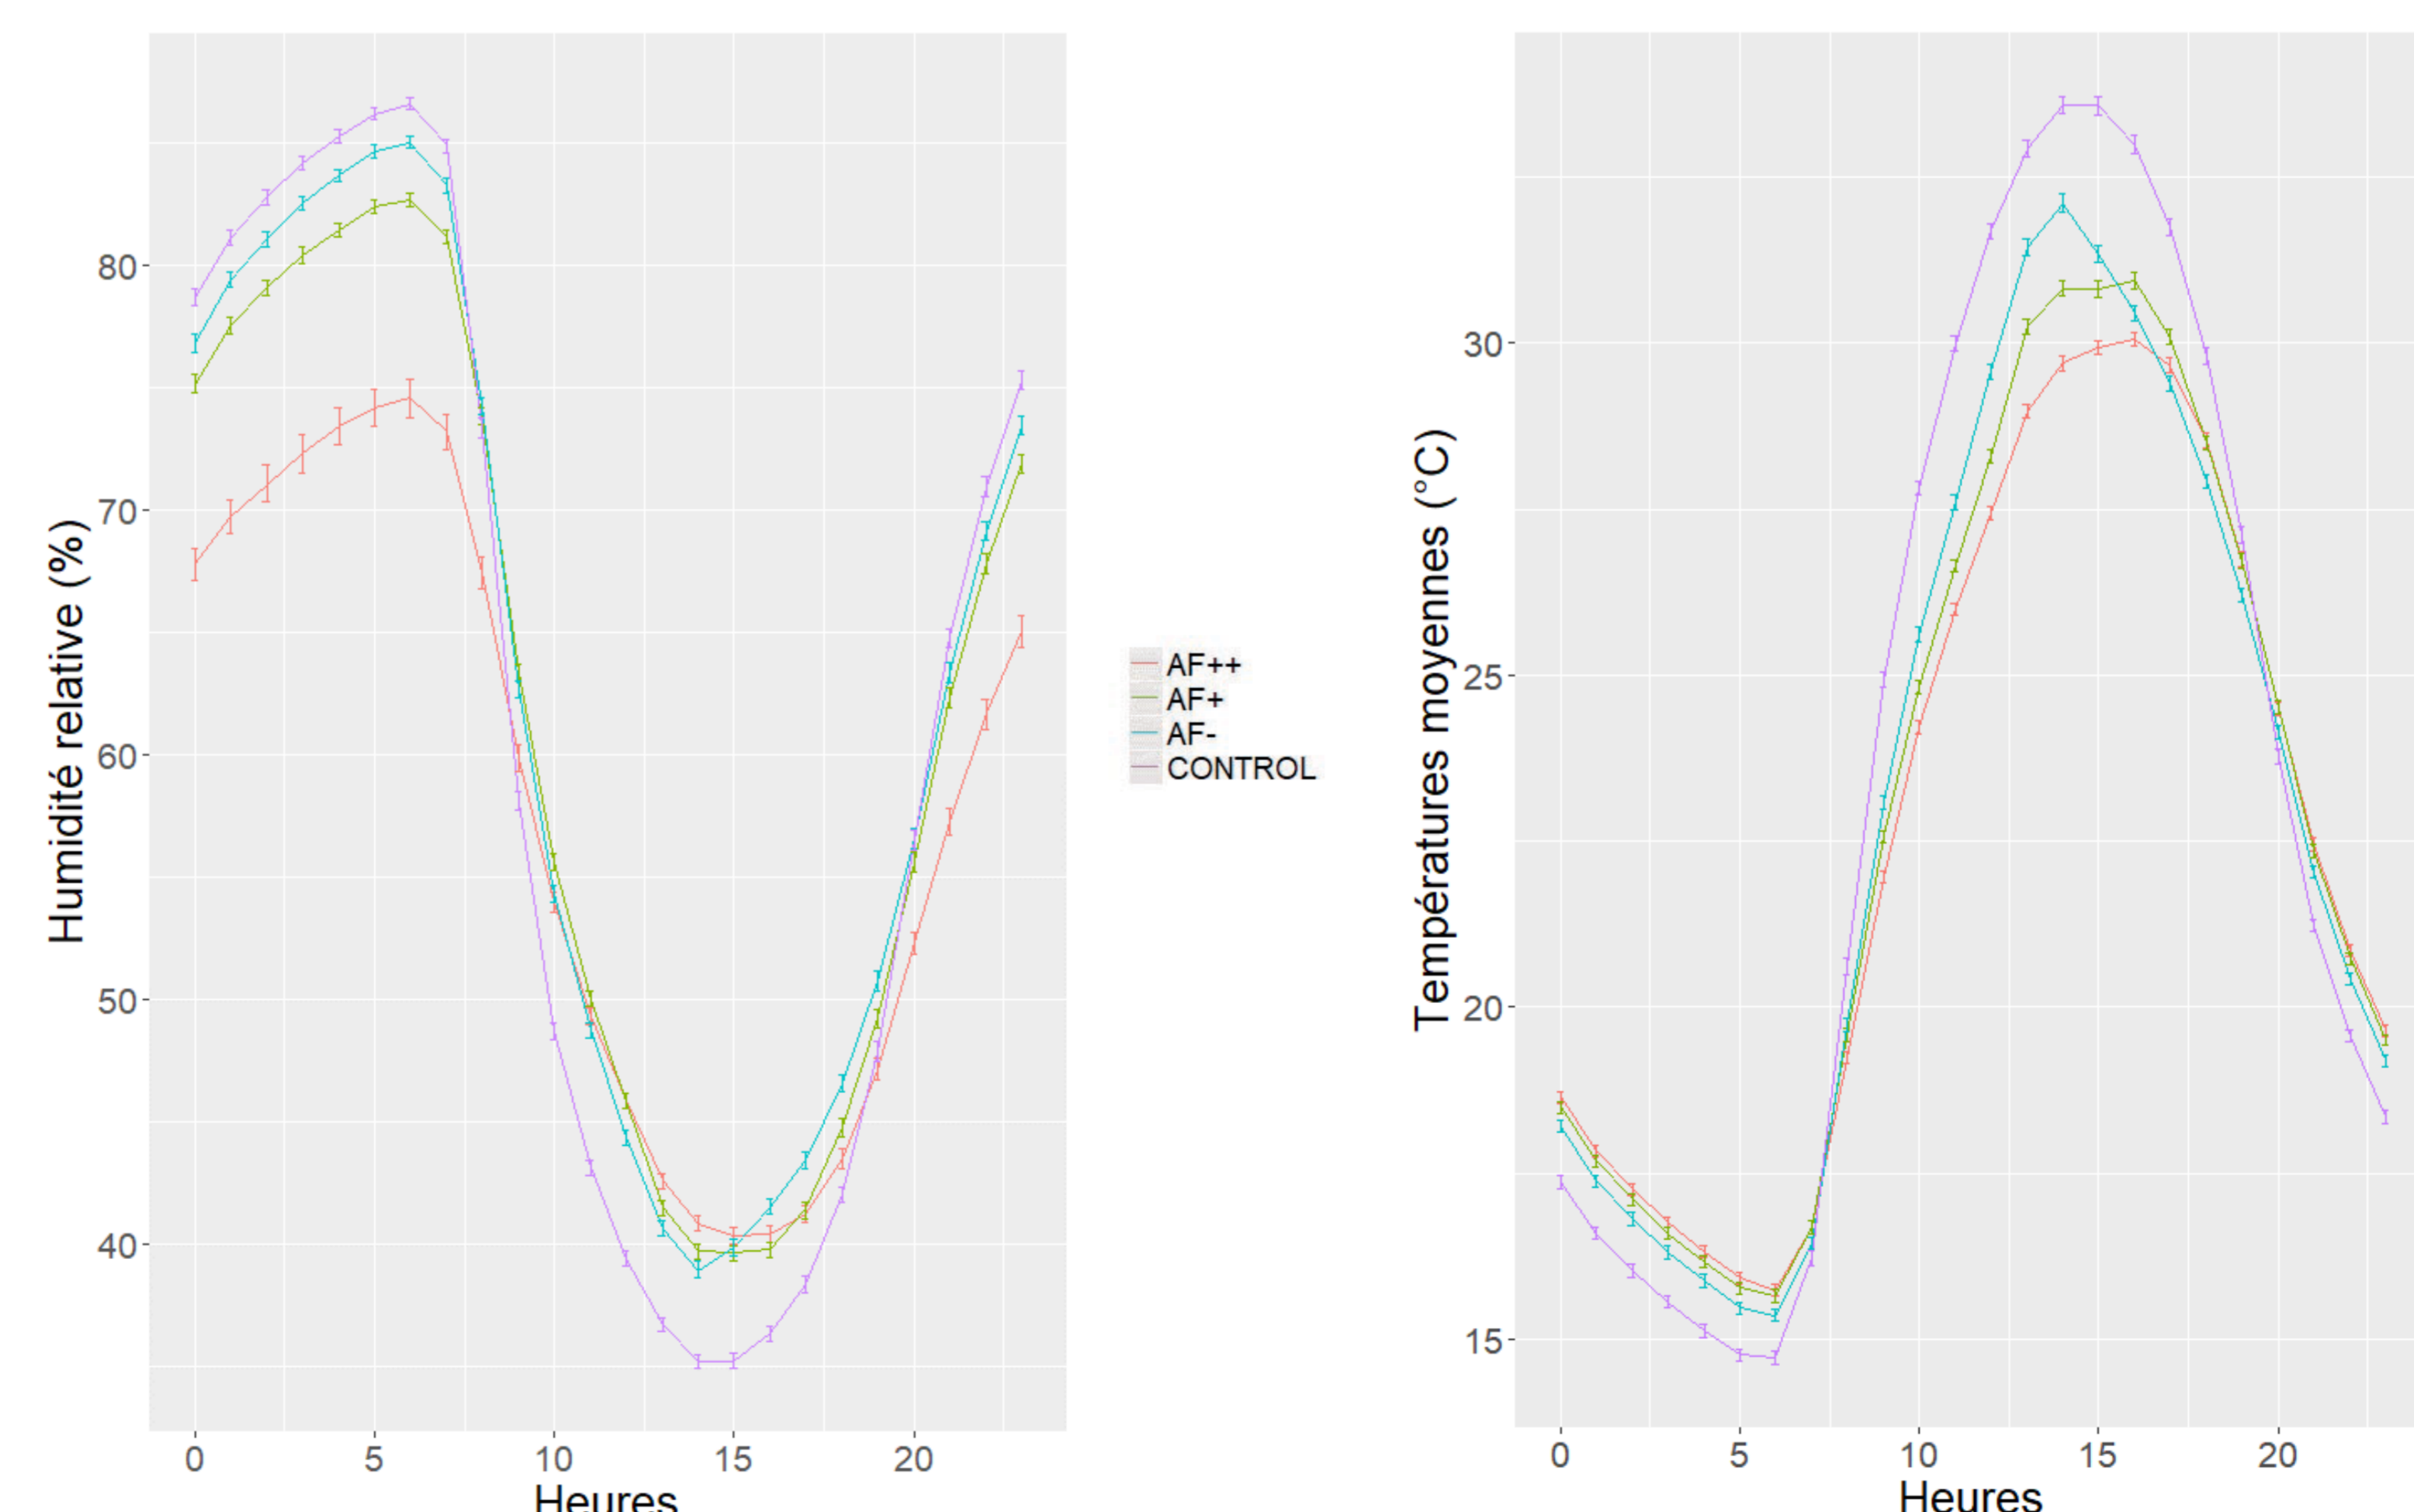 Humidité relative (%)
80
70
60
50
40
0 5 10 15 20
Heures
AF++
AF+
AF-
CONTROL
Températures moyennes (°C)
30
25
20
15
0 5 10 15 20
Heures